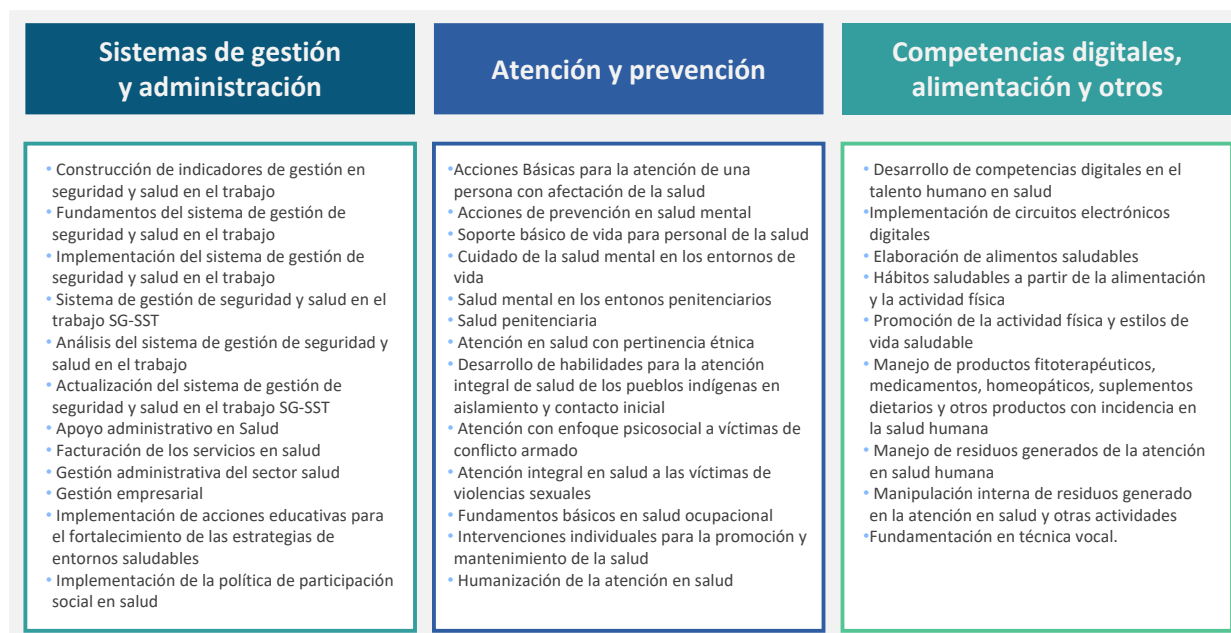 Sistemas de gestión
y administración
• Construcción de indicadores de gestión en
seguridad y salud en el trabajo
• Fundamentos del sistema de gestión de
seguridad y salud en el trabajo
• Implementación del sistema de gestión de
seguridad y salud en el trabajo
• Sistema de gestión de seguridad y salud en el
trabajo SG-SST
• Análisis del sistema de gestión de seguridad y
salud en el trabajo
• Actualización del sistema de gestión de
seguridad y salud en el trabajo SG-SST
• Apoyo administrativo en Salud
• Facturación de los servicios en salud
• Gestión administrativa del sector salud
• Gestión empresarial
• Implementación de acciones educativas para
el fortalecimiento de las estrategias de
entornos saludables
• Implementación de la política de participación
social en salud
Atención y prevención
•Acciones Básicas para la atención de una
persona con afectación de la salud
• Acciones de prevención en salud mental
• Soporte básico de vida para personal de la salud
• Cuidado de la salud mental en los entornos de
vida
• Salud mental en los entonos penitenciarios
• Salud penitenciaria
• Atención en salud con pertinencia étnica
• Desarrollo de habilidades para la atención
integral de salud de los pueblos indígenas en
aislamiento y contacto inicial
• Atención con enfoque psicosocial a víctimas de
conflicto armado
• Atención integral en salud a las víctimas de
violencias sexuales
• Fundamentos básicos en salud ocupacional
• Intervenciones individuales para la promoción y
mantenimiento de la salud
• Humanización de la atención en salud
Competencias digitales,
alimentación y otros
• Desarrollo de competencias digitales en el
talento humano en salud
•Implementación de circuitos electrónicos
digitales
• Elaboración de alimentos saludables
• Hábitos saludables a partir de la alimentación
y la actividad física
• Promoción de la actividad física y estilos de
vida saludable
• Manejo de productos fitoterapéuticos,
medicamentos, homeopáticos, suplementos
dietarios y otros productos con incidencia en
la salud humana
• Manejo de residuos generados de la atención
en salud humana
• Manipulación interna de residuos generado
en la atención en salud y otras actividades
•Fundamentación en técnica vocal.